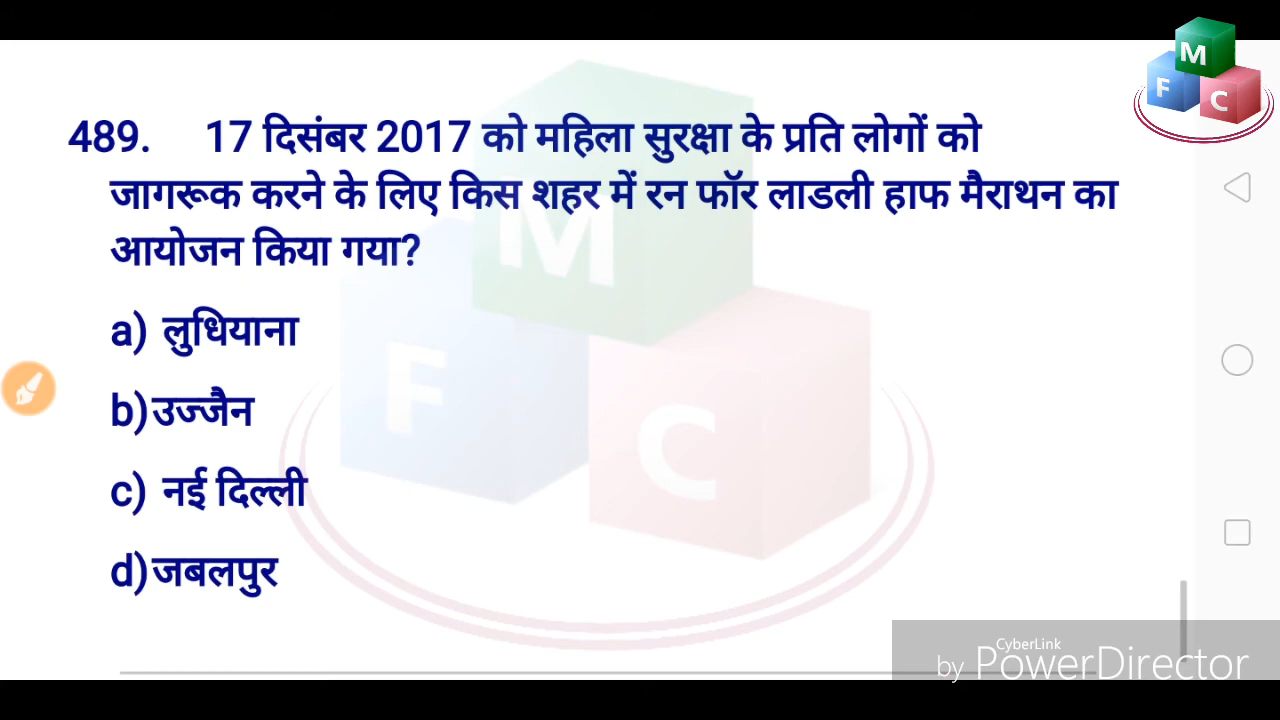 M
F
C
489. 17 दिसंबर 2017 को महिला सुरक्षा के प्रति लोगों को
जागरूक करने के लिए किस शहर में रन फॉर लाडली हाफ मैराथन का
आयोजन किया गया?
M
a) लुधियाना
F
b)उज्जैन
C
c) नई दिल्ली
d)जबलपुर
CyberLink
by PowerDirector